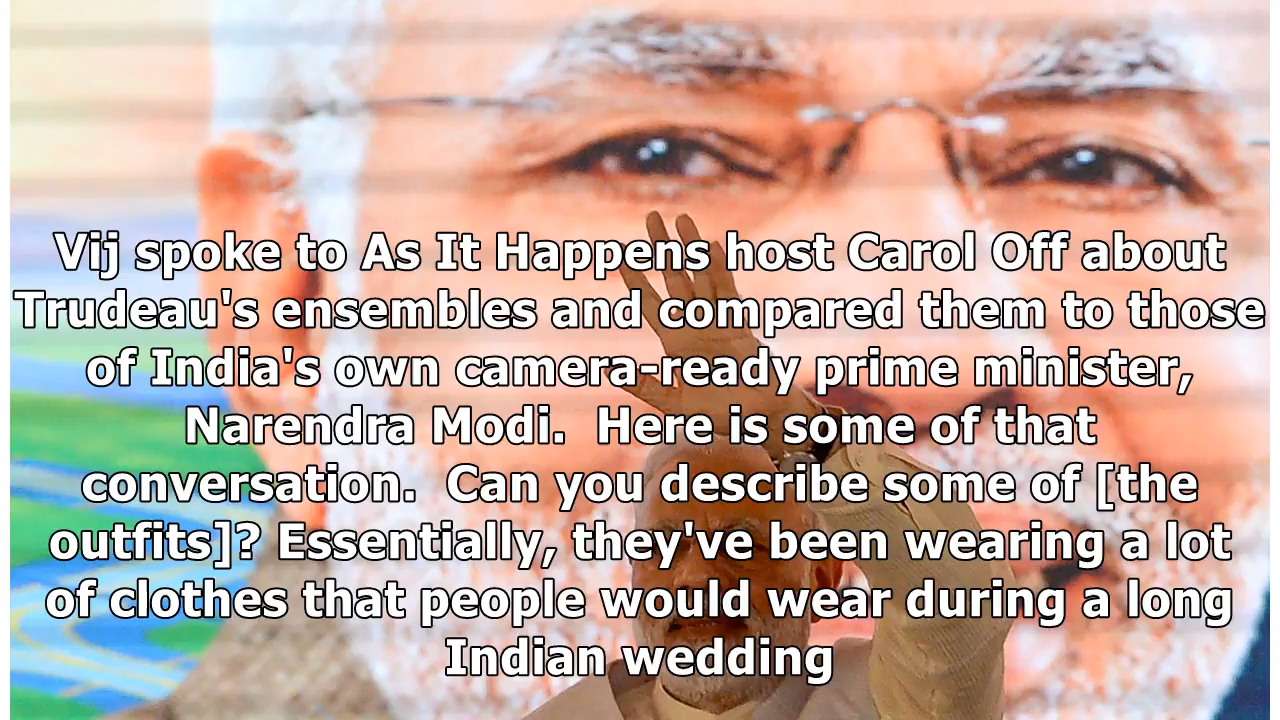 Vij spoke to As It Happens host Carol Off about
Trudeau's ensembles and compared them to those
of India's own camera-ready prime minister,
Narendra Modi.  Here is some of that
conversation.  Can you describe some of [the
outfits]? Essentially, they've been wearing a lot
of clothes that people would wear during a long
Indian wedding